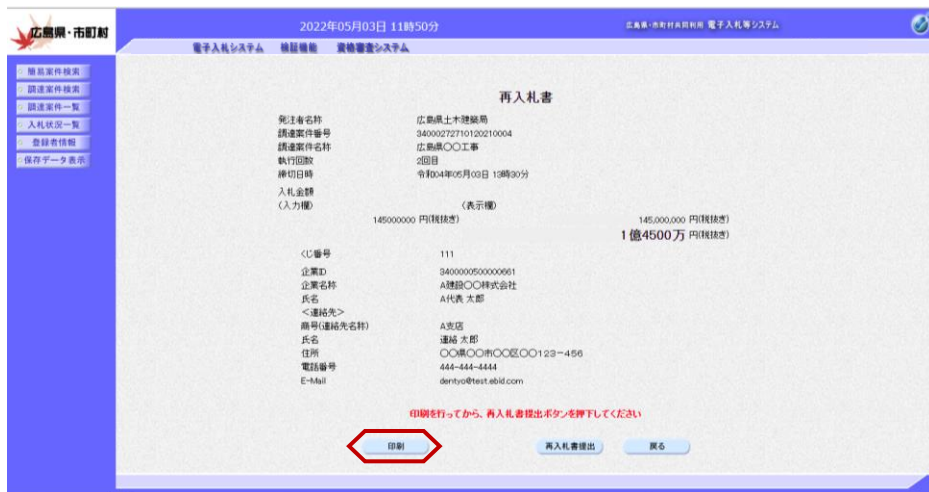 広島県・市町村
2022年05月03日 11時50分
広島県・市町村共同利用 電子入札等システム
電子入札システム 検証機能 資格審査システム
簡易案件検索
調達案件検索
調達案件一覧
入札状況一覧
登録者情報
保存データ表示
再入札書
発注者名称 広島県土木建築局
調達案件番号 34000272710120210004
調達案件名称 広島県〇〇工事
執行回数 2回目
締切日時 令和04年05月03日 13時30分
入札金額
(入力欄) (表示欄)
145000000 円(税抜き) 145,000,000 円(税抜き)
1億4500万 円(税抜き)
くじ番号 111
企業ID 3400000500000661
企業名称 A建設〇〇株式会社
氏名 A代表 太郎
<連絡先>
商号(連絡先名称) A支店
氏名 連絡 太郎
住所 〇〇県〇〇市〇〇区〇〇123-456
電話番号 444-444-4444
E-Mail dentyo@test.ebid.com
印刷を行ってから、再入札書提出ボタンを押下してください
印刷 再入札書提出 戻る